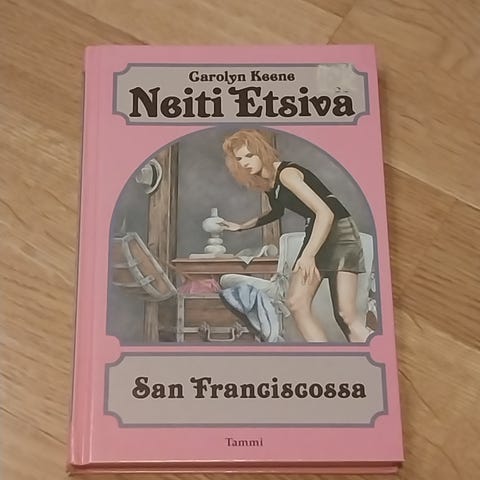 Carolyn Keene
Neiti Etsivä
San Franciscossa
Tammi